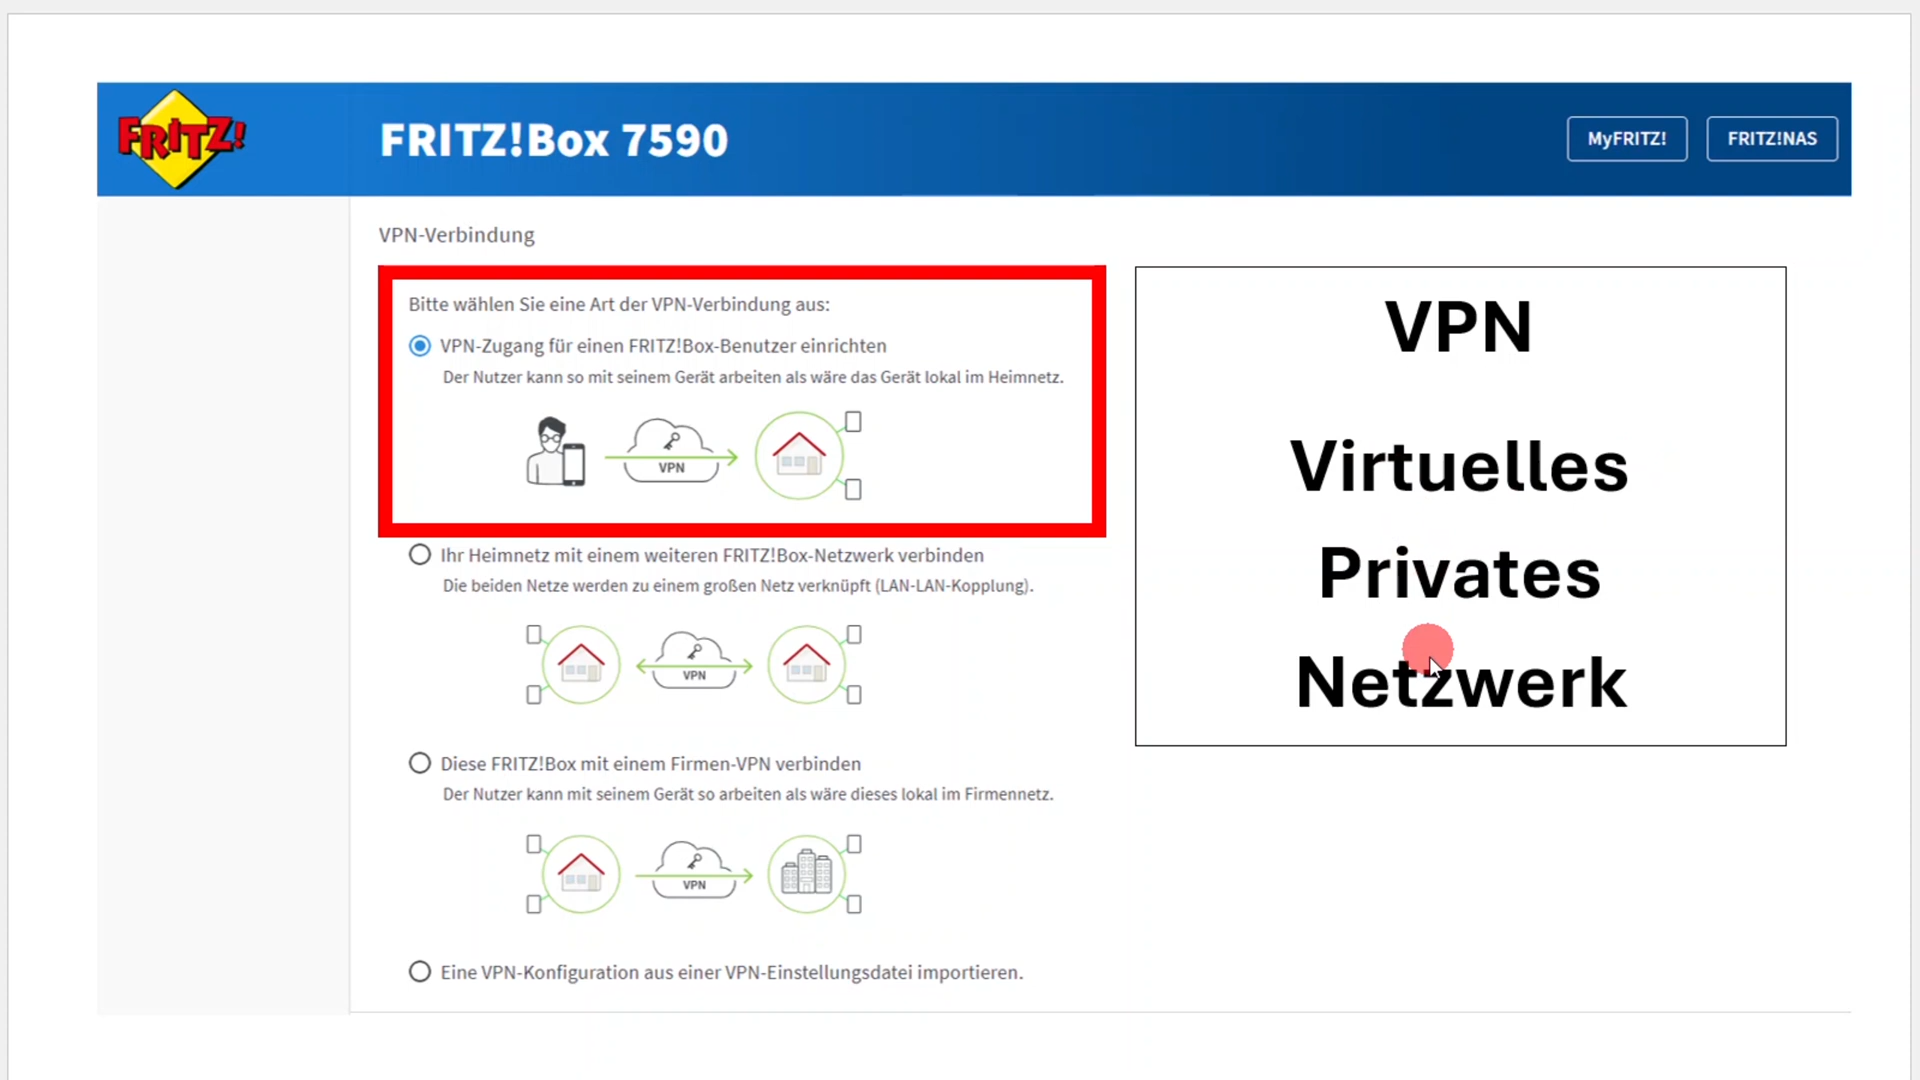 FRITZ!
FRITZ!Box 7590
MyFRITZ!
FRITZ!NAS
VPN-Verbindung
Bitte wählen Sie eine Art der VPN-Verbindung aus:
VPN-Zugang für einen FRITZ!Box-Benutzer einrichten
Der Nutzer kann so mit seinem Gerät arbeiten als wäre das Gerät lokal im Heimnetz.
VPN
Ihr Heimnetz mit einem weiteren FRITZ!Box-Netzwerk verbinden
Die beiden Netze werden zu einem großen Netz verknüpft (LAN-LAN-Kopplung).
VPN
Diese FRITZ!Box mit einem Firmen-VPN verbinden
Der Nutzer kann mit seinem Gerät so arbeiten als wäre dieses lokal im Firmennetz.
VPN
Eine VPN-Konfiguration aus einer VPN-Einstellungsdatei importieren.
VPN
Virtuelles
Privates
Netzwerk